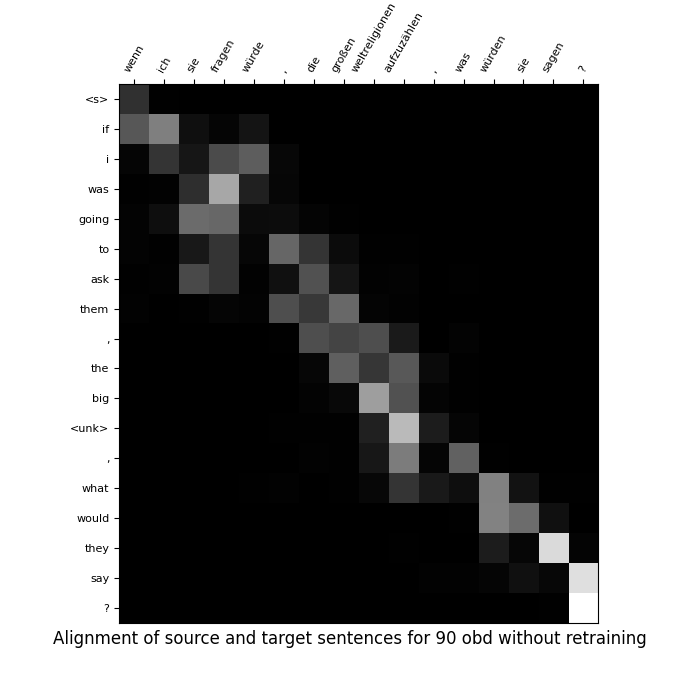 wenn
ich
sie
fragen
würde
,
die
großen
weltreligionen
aufzuzählen
,
was
würden
sie
sagen
?
<s>
if
i
was
going
to
ask
them
,
the
big
<unk>
,
what
would
they
say
?
Alignment of source and target sentences for 90 obd without retraining